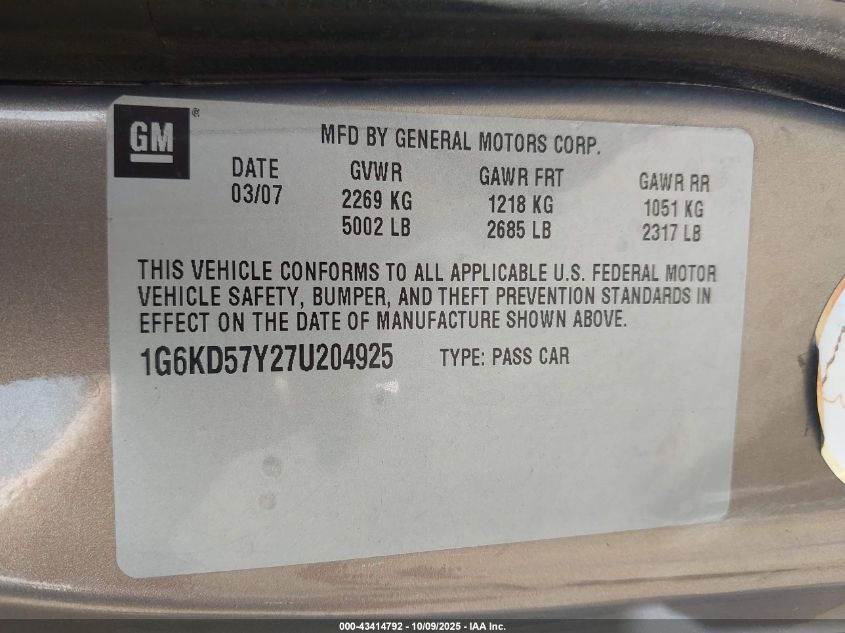 GM ®
MFD BY GENERAL MOTORS CORP.
DATE GVWR GAWR FRT GAWR RR
03/07 2269 KG 1218 KG 1051 KG
5002 LB 2685 LB 2317 LB
THIS VEHICLE CONFORMS TO ALL APPLICABLE U.S. FEDERAL MOTOR
VEHICLE SAFETY, BUMPER, AND THEFT PREVENTION STANDARDS IN
EFFECT ON THE DATE OF MANUFACTURE SHOWN ABOVE.
1G6KD57Y27U204925 TYPE: PASS CAR
000-43414792 - 10/09/2025 - IAA Inc.